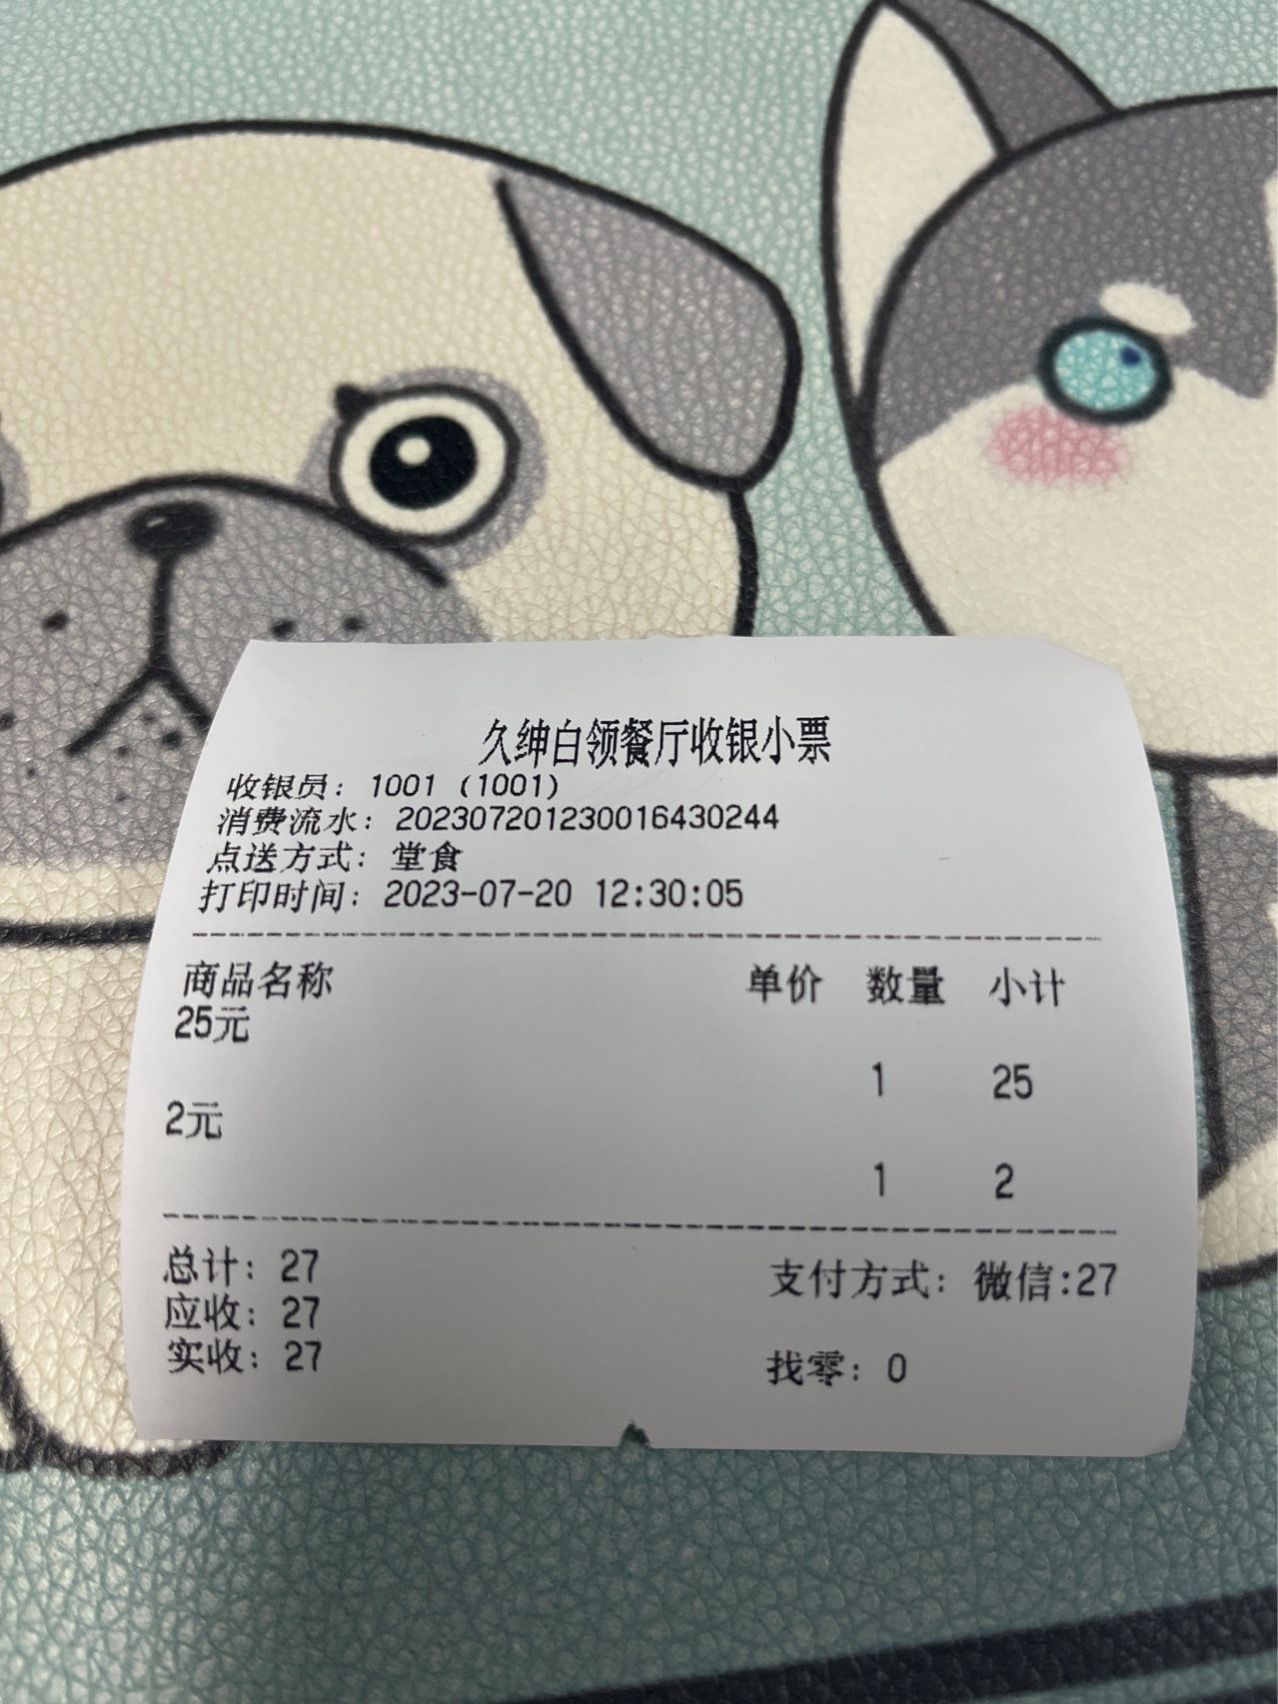 久绅白领餐厅收银小票
收银员: 1001 (1001)
消费流水: 202307201230016430244
点送方式: 堂食
打印时间: 2023-07-20 12:30:05
商品名称 单价 数量 小计
25元
1 25
2元
1 2
总计: 27 支付方式: 微信:27
应收: 27
实收: 27 找零: 0